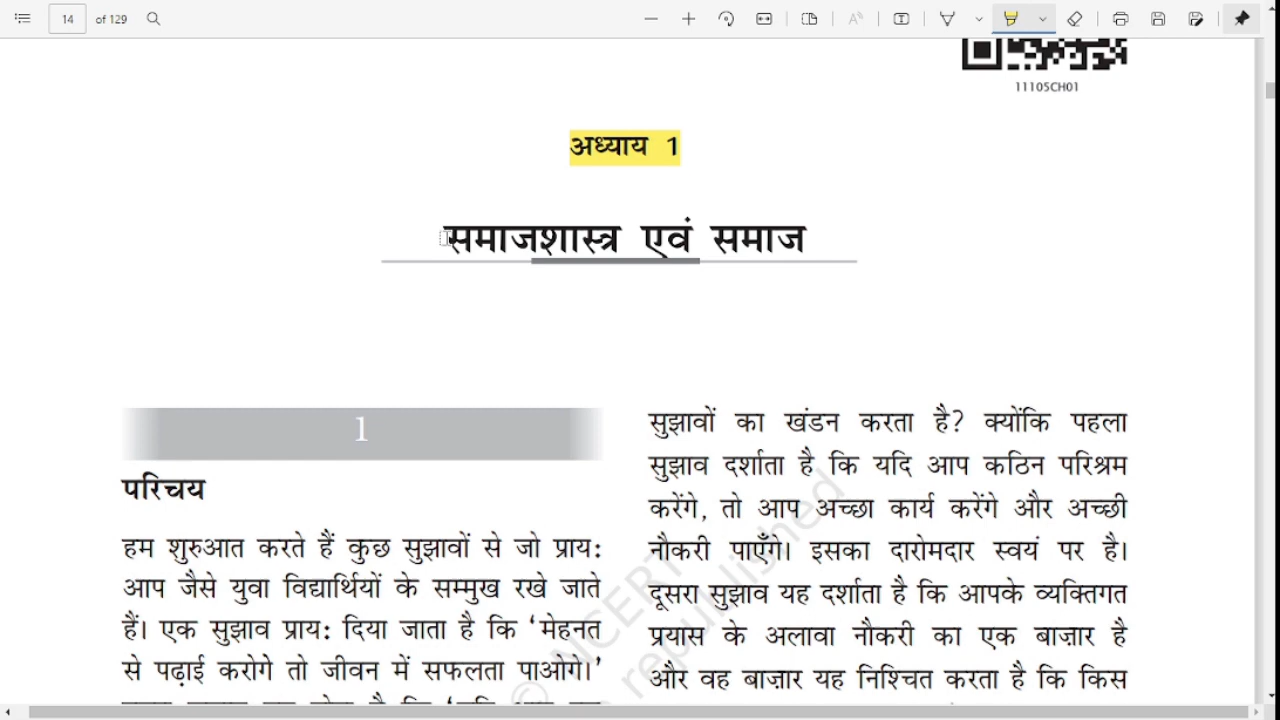 14 of 129
11105CH01
अध्याय 1
समाजशास्त्र एवं समाज
1
परिचय
हम शुरुआत करते हैं कुछ सुझावों से जो प्राय:
आप जैसे युवा विद्यार्थियों के सम्मुख रखे जाते
हैं। एक सुझाव प्राय: दिया जाता है कि ‘मेहनत
से पढ़ाई करोगे तो जीवन में सफलता पाओगे।’
सुझावों का खंडन करता है? क्योंकि पहला
सुझाव दर्शाता है कि यदि आप कठिन परिश्रम
करेंगे, तो आप अच्छा कार्य करेंगे और अच्छी
नौकरी पाएँगे। इसका दारोमदार स्वयं पर है।
दूसरा सुझाव यह दर्शाता है कि आपके व्यक्तिगत
प्रयास के अलावा नौकरी का एक बाज़ार है
और वह बाज़ार यह निश्चित करता है कि किस
© NCERT
republished